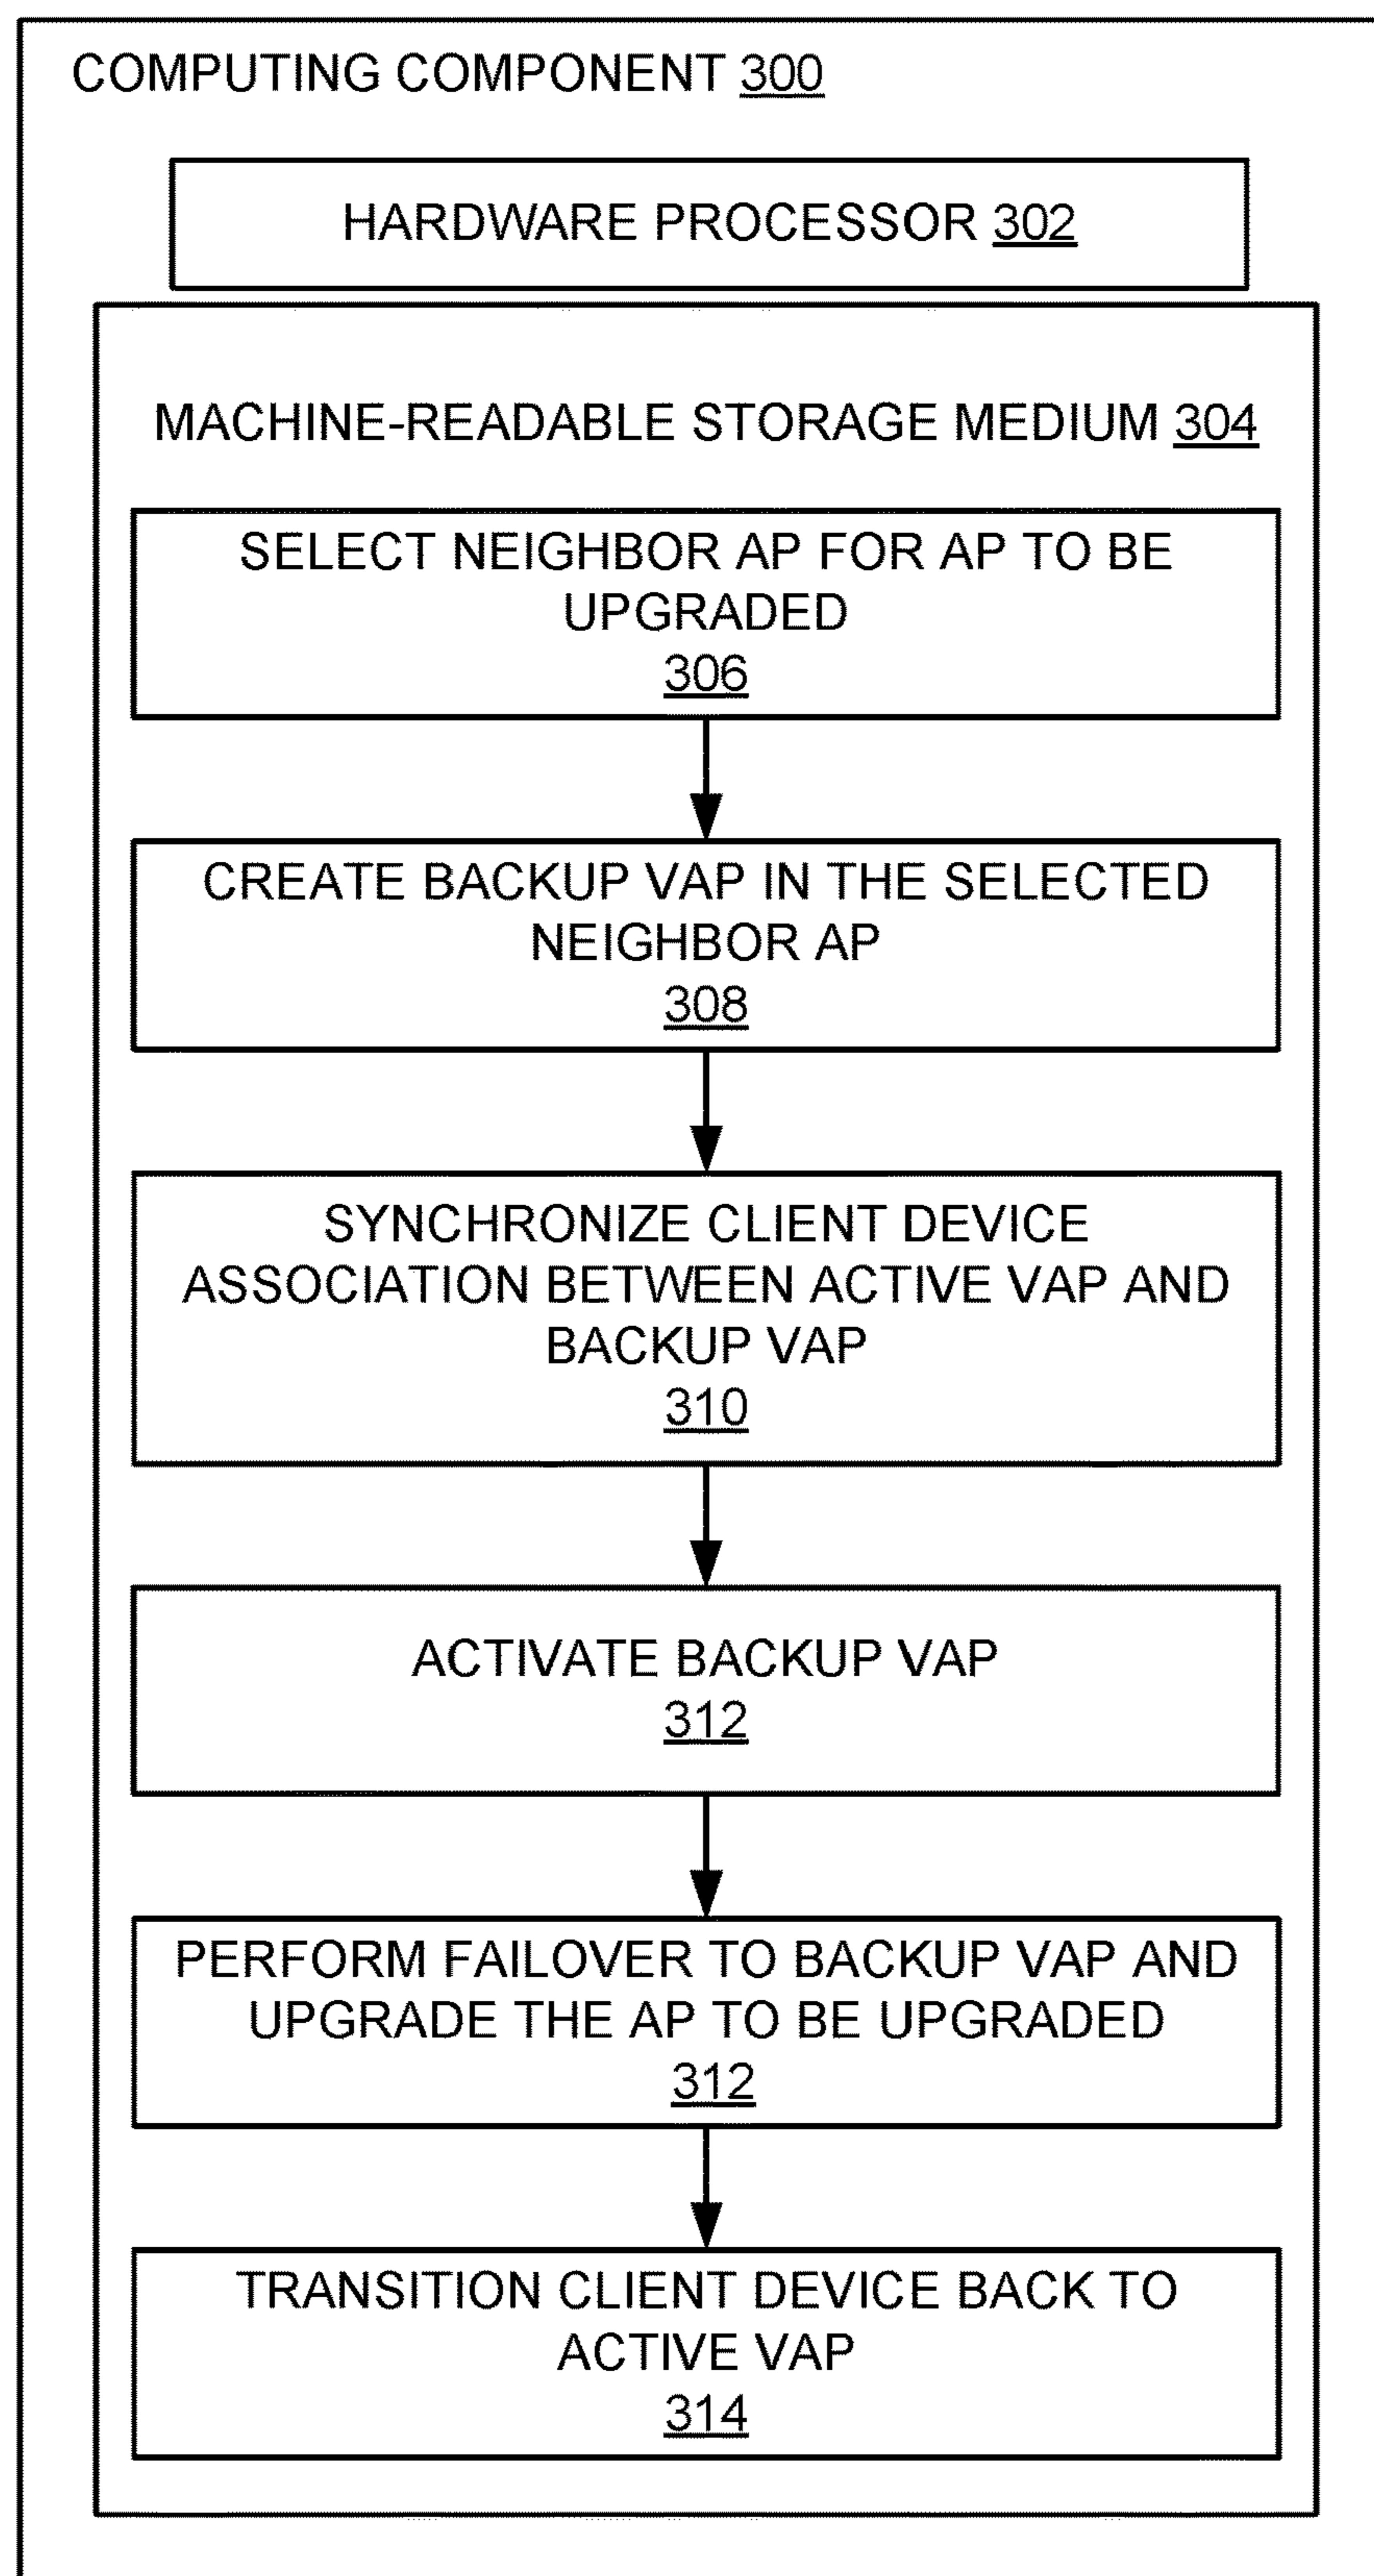 COMPUTING COMPONENT 300
HARDWARE PROCESSOR 302
MACHINE-READABLE STORAGE MEDIUM 304
SELECT NEIGHBOR AP FOR AP TO BE
UPGRADED
306
CREATE BACKUP VAP IN THE SELECTED
NEIGHBOR AP
308
SYNCHRONIZE CLIENT DEVICE
ASSOCIATION BETWEEN ACTIVE VAP AND
BACKUP VAP
310
ACTIVATE BACKUP VAP
312
PERFORM FAILOVER TO BACKUP VAP AND
UPGRADE THE AP TO BE UPGRADED
312
TRANSITION CLIENT DEVICE BACK TO
ACTIVE VAP
314